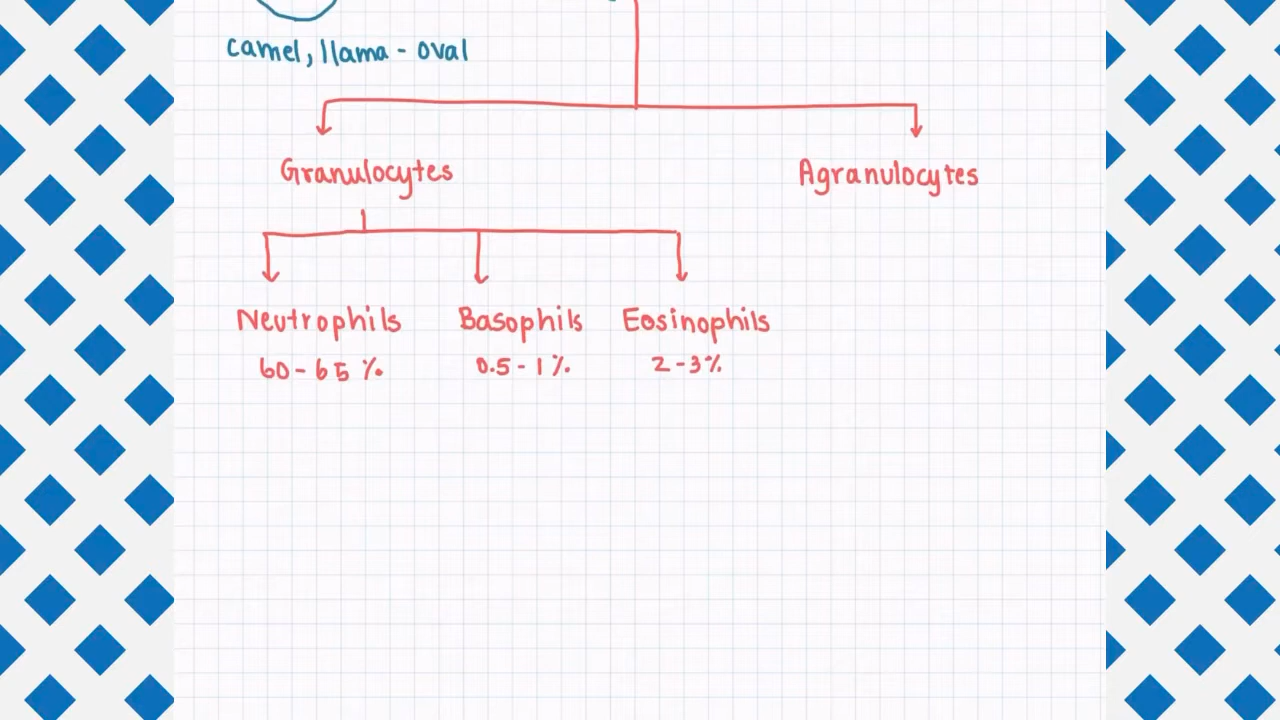 camel, llama - oval
Granulocytes Agranulocytes
Neutrophils Basophils Eosinophils
60 - 65 % 0.5 - 1 % 2 - 3 %